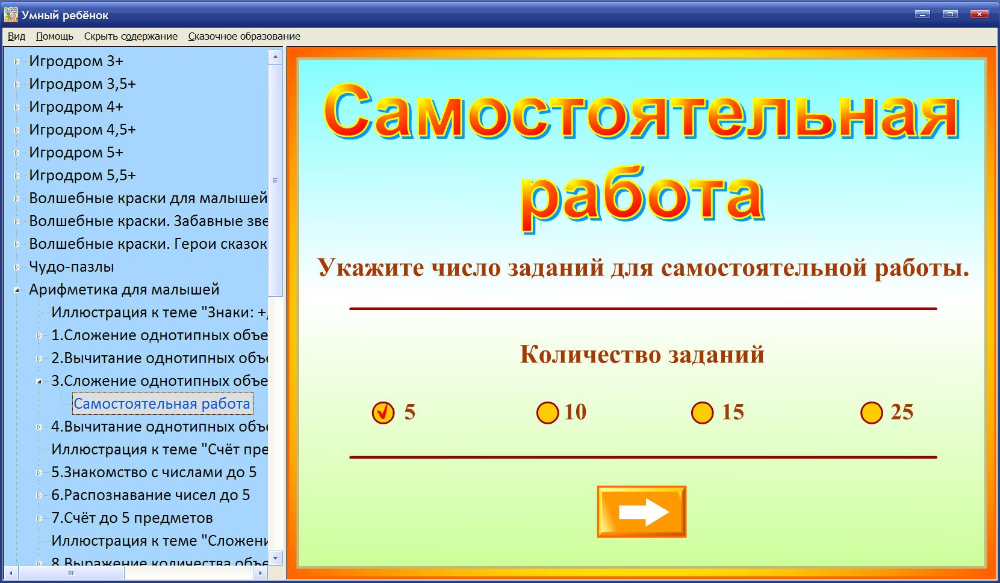 Умный ребёнок
Вид Помощь Скрыть содержание Сказочное образование
Игродром 3+
Игродром 3,5+
Игродром 4+
Игродром 4,5+
Игродром 5+
Игродром 5,5+
Волшебные краски для малышей
Волшебные краски. Забавные зве
Волшебные краски. Герои сказок
Чудо-пазлы
Арифметика для малышей
Иллюстрация к теме "Знаки: +,
1.Сложение однотипных объе
2.Вычитание однотипных объе
3.Сложение однотипных объе
Самостоятельная работа
4.Вычитание однотипных объе
Иллюстрация к теме "Счёт пре
5.Знакомство с числами до 5
6.Распознавание чисел до 5
7.Счёт до 5 предметов
Иллюстрация к теме "Сложени
8.Выражение количества объе
Самостоятельная
работа
Укажите число заданий для самостоятельной работы.
Количество заданий
5 10 15 25